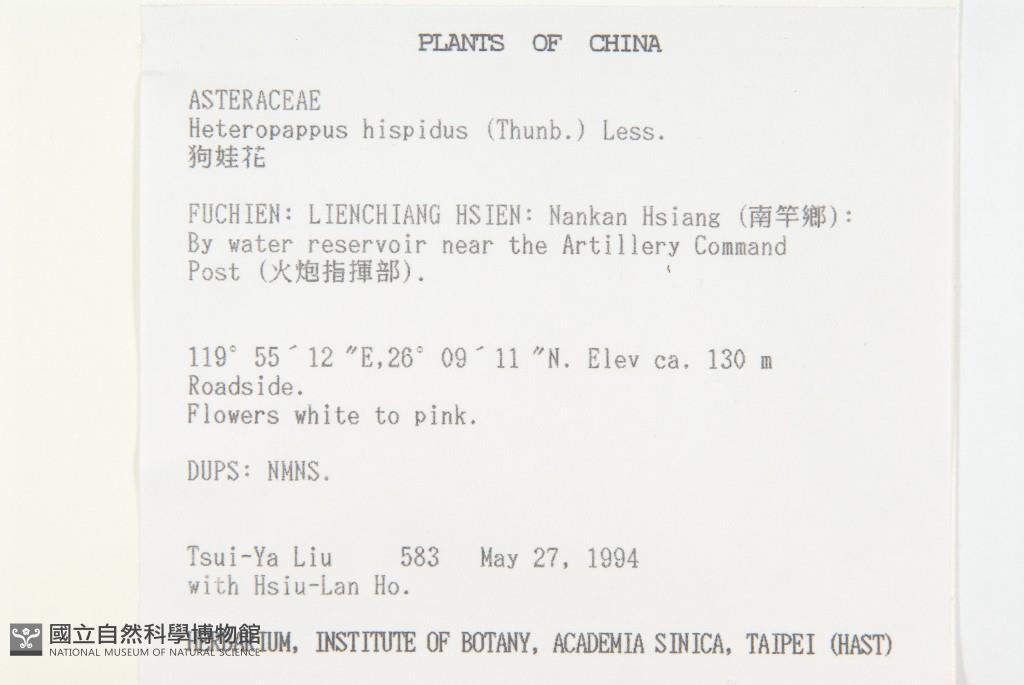 PLANTS OF CHINA
ASTERACEAE
Heteropappus hispidus (Thunb.) Less.
狗娃花
FUCHIEN: LIENCHIANG HSIEN: Nankan Hsiang (南竿鄉):
By water reservoir near the Artillery Command
Post (火炮指揮部).
119° 55´12 ″E,26° 09´11 ″N. Elev ca. 130 m
Roadside.
Flowers white to pink.
DUPS: NMNS.
Tsui-Ya Liu 583 May 27, 1994
with Hsiu-Lan Ho.
HERBARIUM, INSTITUTE OF BOTANY, ACADEMIA SINICA, TAIPEI (HAST)
國立自然科學博物館
NATIONAL MUSEUM OF NATURAL SCIENCE